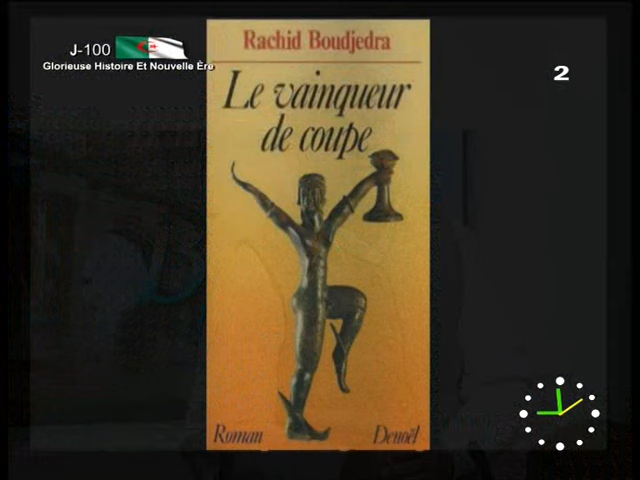 Rachid Boudjedra
J-100
Glorieuse Histoire Et Nouvelle Ère
2
Le vainqueur
de coupe
Roman
Denoël